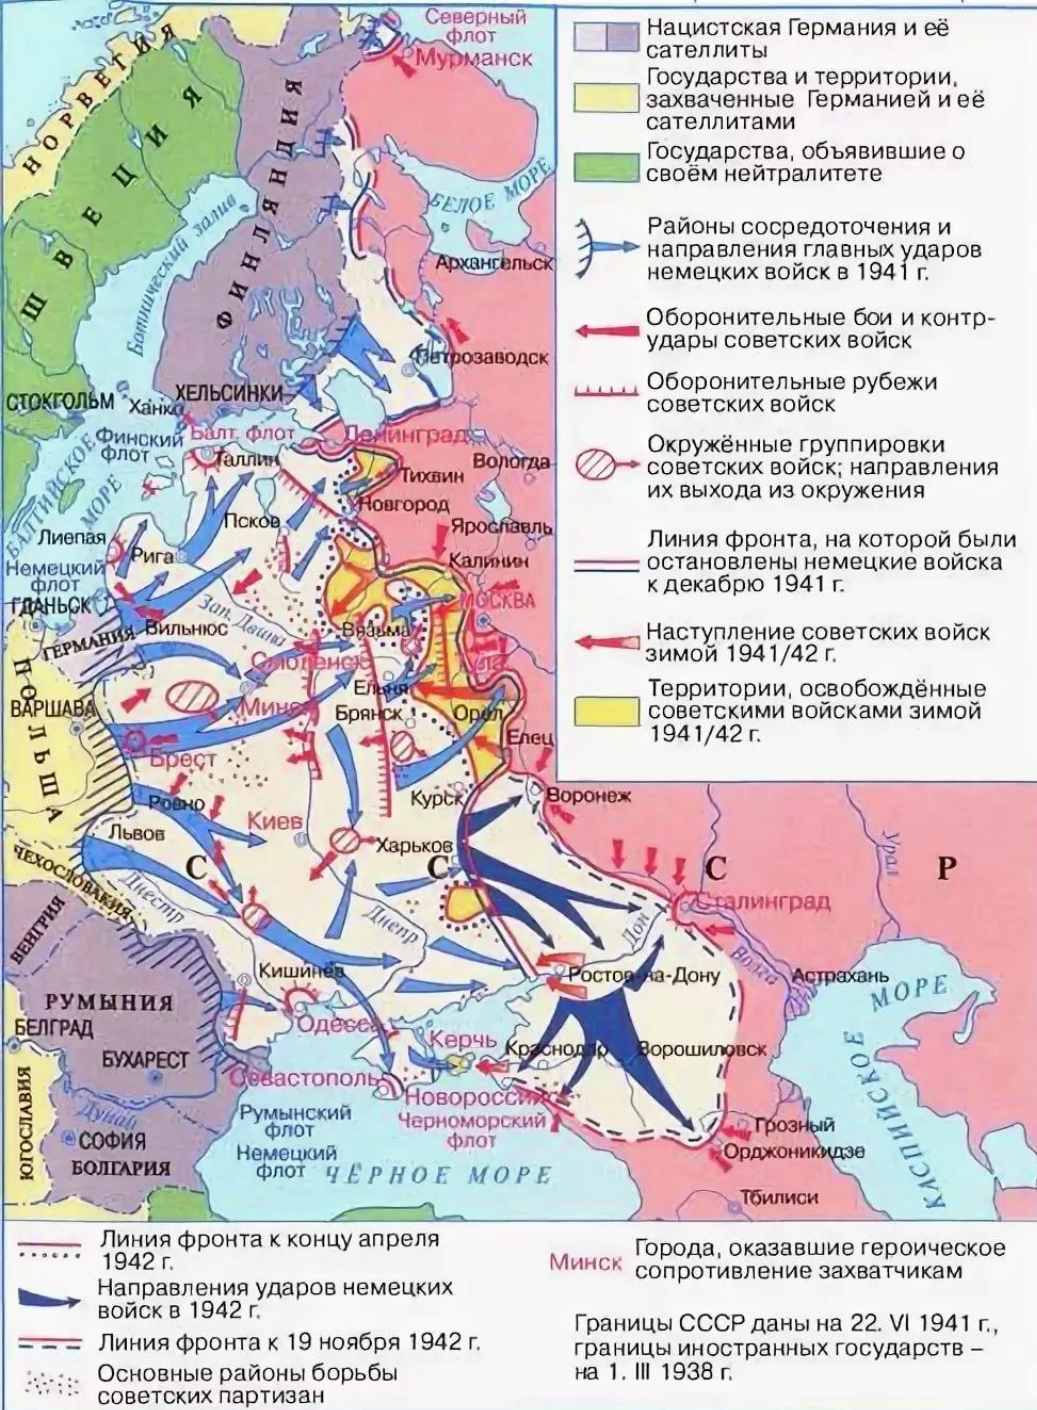 Северный
флот
Мурманск
НОРВЕГИЯ
ШВЕЦИЯ
ФИНЛЯНДИЯ
БЕЛОЕ МОРЕ
Ботнический залив
Архангельск
Петрозаводск
СТОКГОЛЬМ
Ханко
ХЕЛЬСИНКИ
Финский
флот
Балт. флот
Ленинград
Таллин
Тихвин
Вологда
БАЛТИЙСКОЕ
МОРЕ
Новгород
Псков
Ярославль
Лиепая
Рига
Калинин
Немецкий
флот
МОСКВА
ГДАНЬСК
Зап. Двина
ГЕРМАНИЯ
Вильнюс
Вязьма
Смоленск
Тула
ПОЛЬША
Ельня
ВАРШАВА
Минск
Брянск
Орёл
Елец
Брест
Ровно
Курск
Воронеж
Львов
Киев
Харьков
Урал
ЧЕХОСЛОВАКИЯ
С С С Р
Днестр
Днепр
Дон
Сталинград
ВЕНГРИЯ
Волга
Кишинёв
Ростов-на-Дону
Астрахань
РУМЫНИЯ
БЕЛГРАД
Одесса
Керчь
Краснодар
Ворошиловск
БУХАРЕСТ
КАСПИЙСКОЕ МОРЕ
Севастополь
Новороссийск
ЮГОСЛАВИЯ
Дунай
Румынский
флот
Черноморский
флот
Грозный
СОФИЯ
Немецкий
флот
Орджоникидзе
БОЛГАРИЯ
ЧЁРНОЕ МОРЕ
Тбилиси
Нацистская Германия и её
сателлиты
Государства и территории,
захваченные Германией и её
сателлитами
Государства, объявившие о
своём нейтралитете
Районы сосредоточения и
направления главных ударов
немецких войск в 1941 г.
Оборонительные бои и контр-
удары советских войск
Оборонительные рубежи
советских войск
Окружённые группировки
советских войск; направления
их выхода из окружения
Линия фронта, на которой были
остановлены немецкие войска
к декабрю 1941 г.
Наступление советских войск
зимой 1941/42 г.
Территории, освобождённые
советскими войсками зимой
1941/42 г.
Линия фронта к концу апреля
1942 г.
Направления ударов немецких
войск в 1942 г.
Линия фронта к 19 ноября 1942 г.
Основные районы борьбы
советских партизан
Минск Города, оказавшие героическое
сопротивление захватчикам
Границы СССР даны на 22. VI 1941 г.,
границы иностранных государств –
на 1. III 1938 г.